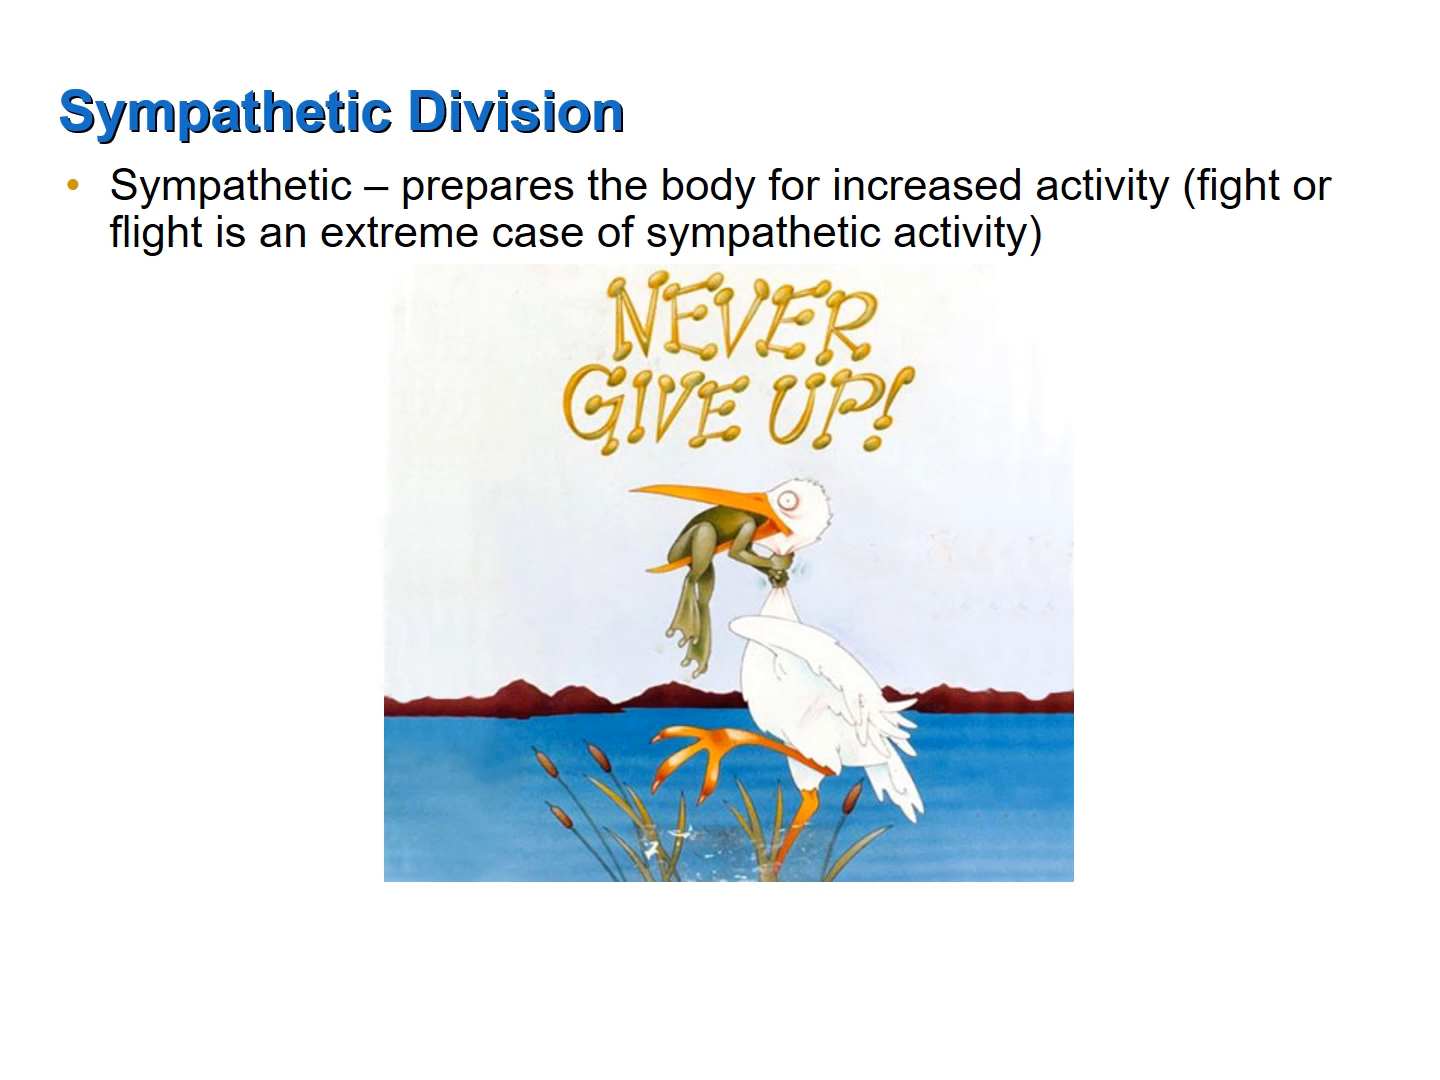 Sympathetic Division
• Sympathetic – prepares the body for increased activity (fight or
flight is an extreme case of sympathetic activity)
NEVER
GIVE UP!